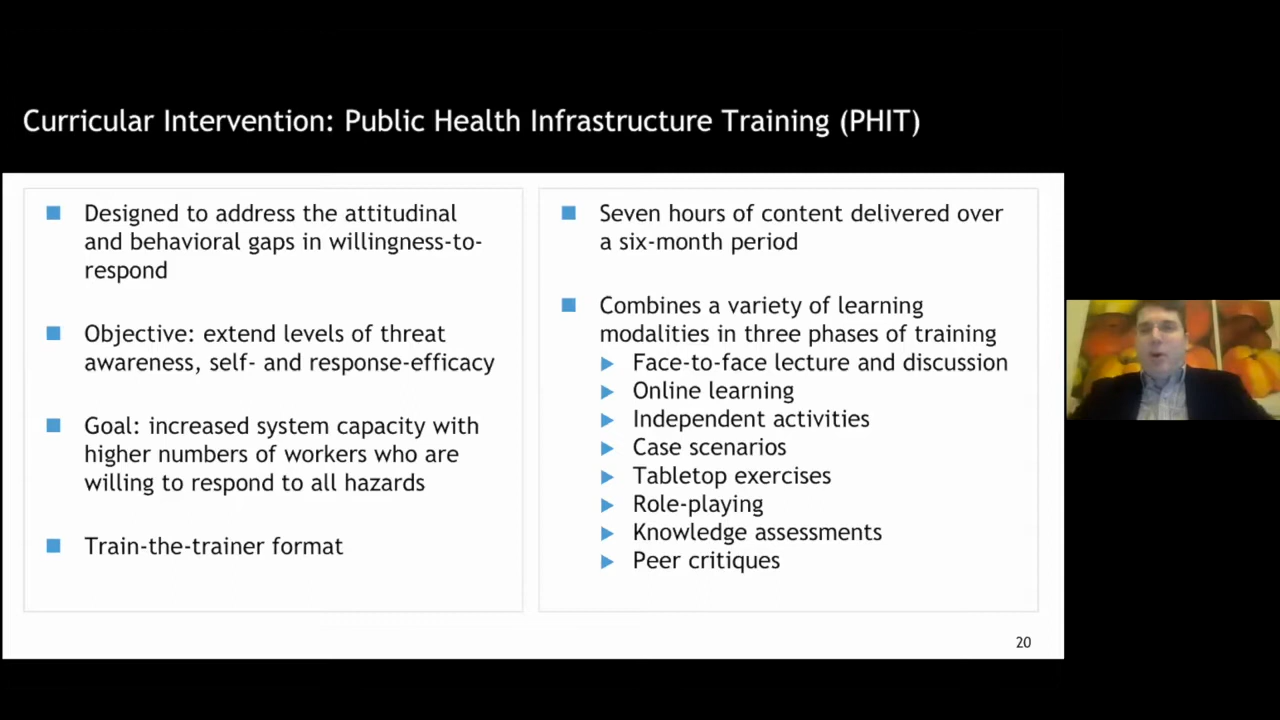 Curricular Intervention: Public Health Infrastructure Training (PHIT)
Designed to address the attitudinal
and behavioral gaps in willingness-to-
respond
Objective: extend levels of threat
awareness, self- and response-efficacy
Goal: increased system capacity with
higher numbers of workers who are
willing to respond to all hazards
Train-the-trainer format
Seven hours of content delivered over
a six-month period
Combines a variety of learning
modalities in three phases of training
Face-to-face lecture and discussion
Online learning
Independent activities
Case scenarios
Tabletop exercises
Role-playing
Knowledge assessments
Peer critiques
20